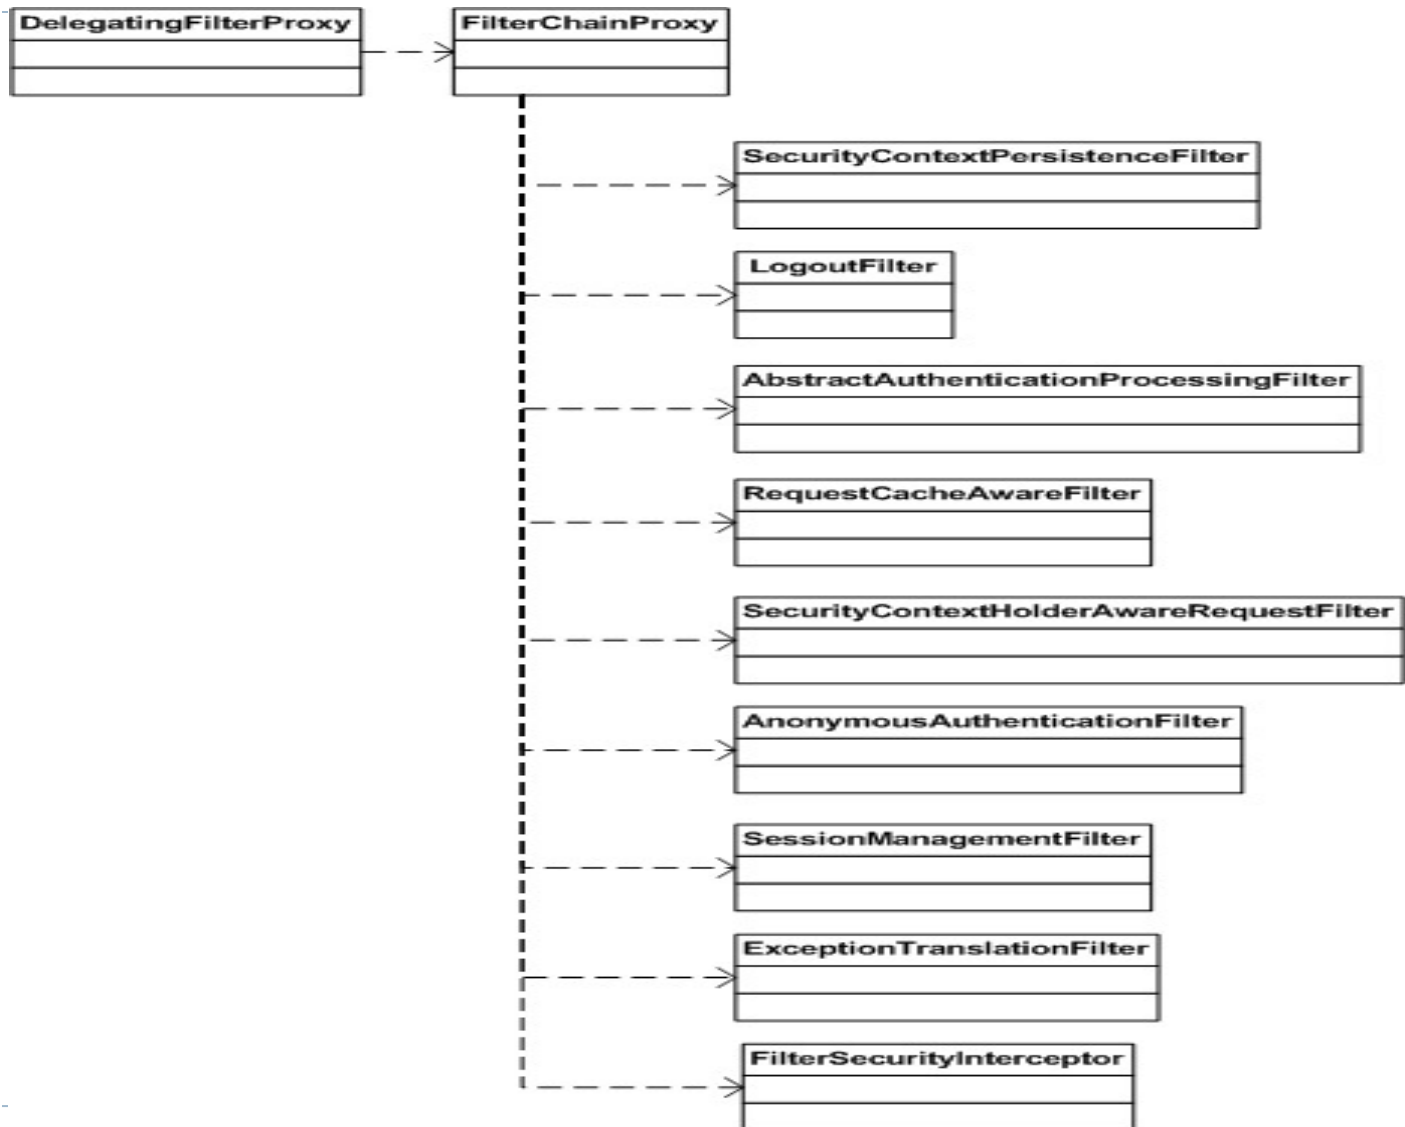 DelegatingFilterProxy
FilterChainProxy
SecurityContextPersistenceFilter
LogoutFilter
AbstractAuthenticationProcessingFilter
RequestCacheAwareFilter
SecurityContextHolderAwareRequestFilter
AnonymousAuthenticationFilter
SessionManagementFilter
ExceptionTranslationFilter
FilterSecurityInterceptor